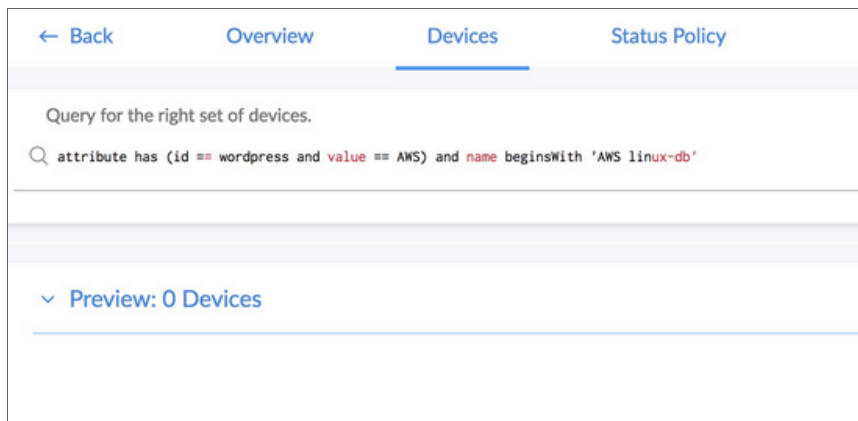 ← Back Overview Devices Status Policy
Query for the right set of devices.
attribute has (id == wordpress and value == AWS) and name beginsWith 'AWS linux-db'
Preview: 0 Devices